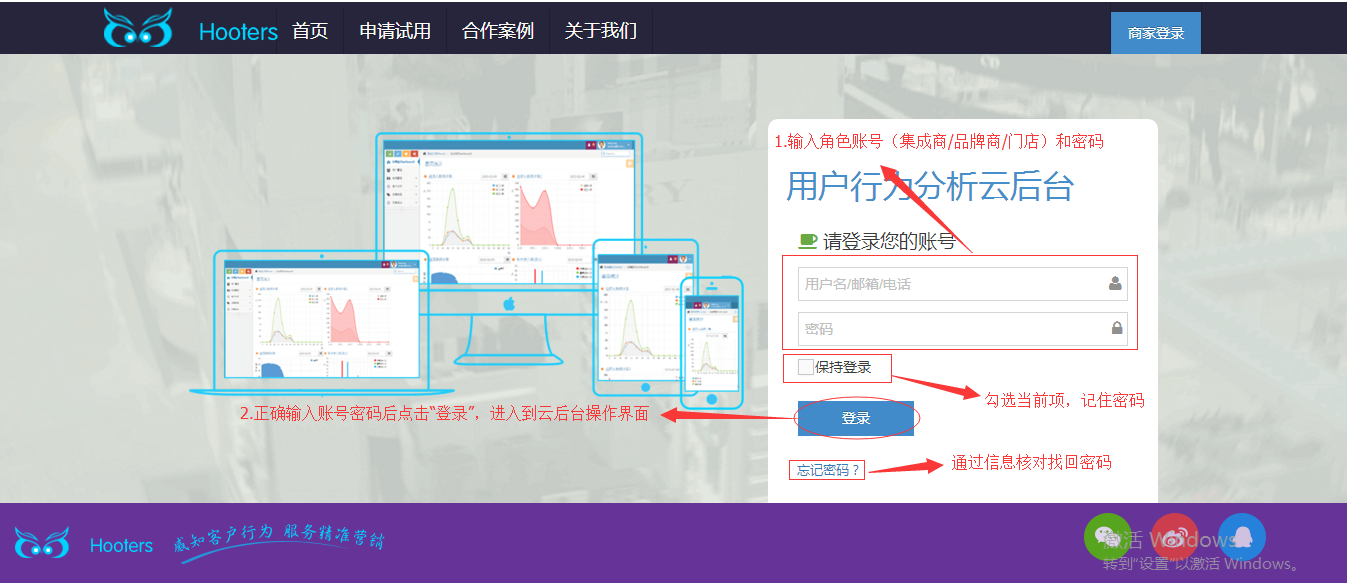 Hooters 首页 申请试用 合作案例 关于我们 商家登录
1.输入角色账号（集成商/品牌商/门店）和密码
用户行为分析云后台
请登录您的账号
用户名/邮箱/电话
密码
保持登录
勾选当前项，记住密码
登录
2.正确输入账号密码后点击“登录”，进入到云后台操作界面
忘记密码？
通过信息核对找回密码
Hooters 感知客户行为 服务精准营销
激活 Windows
转到“设置”以激活 Windows。